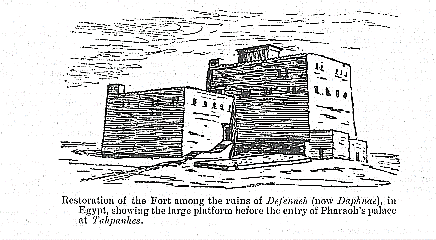 Restoration of the Fort among the ruins of Defenneh (now Daphnae), in
Egypt, showing the large platform before the entry of Pharaoh's palace
at Tahpanhes.